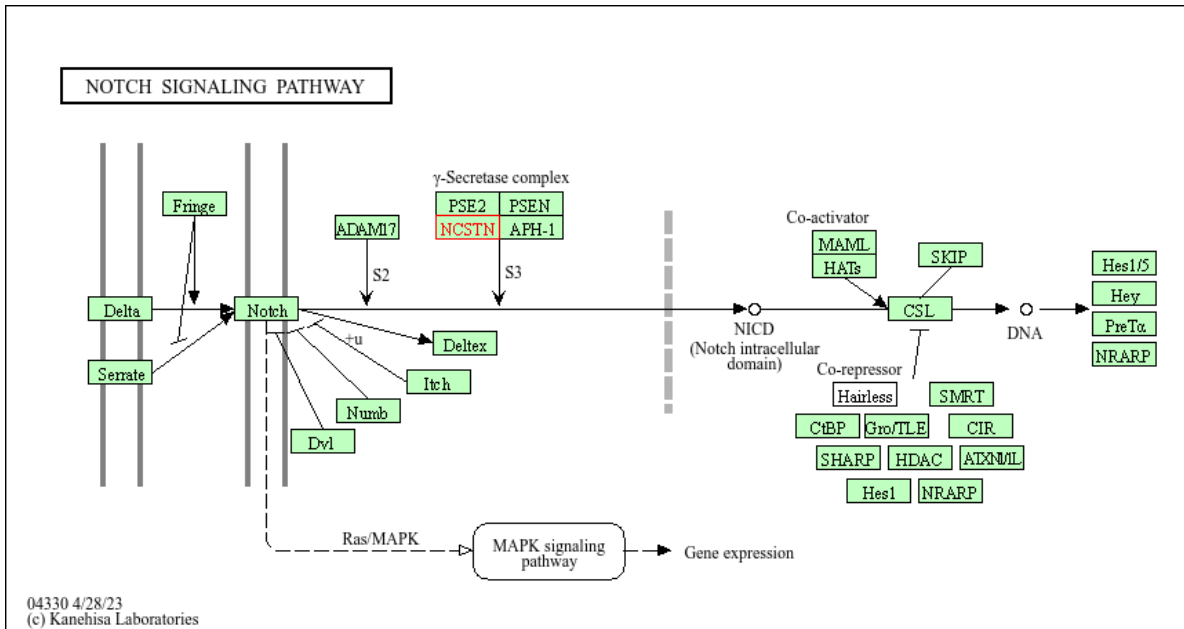 NOTCH SIGNALING PATHWAY
γ-Secretase complex
Fringe
PSE2 PSEN
NCSTN APH-1
ADAM17
Co-activator
MAML
HATs
SKIP
S2
S3
Hes1/5
Hey
PreTα
NRARP
Delta
Notch
CSL
DNA
NICD
(Notch intracellular
domain)
+u
Deltex
Serrate
Itch
Numb
Dvl
Co-repressor
Hairless
SMRT
CtBP Gro/TLE CIR
SHARP HDAC ATXN1/1L
Hes1 NRARP
Ras/MAPK
MAPK signaling
pathway
Gene expression
04330 4/28/23
(c) Kanehisa Laboratories